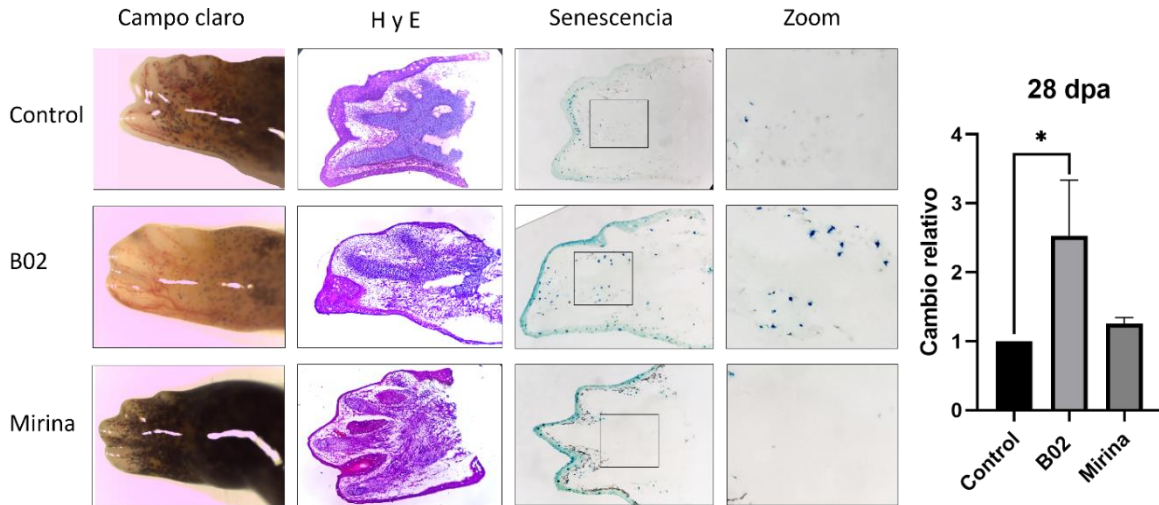 Campo claro
H y E
Senescencia
Zoom
Control
B02
Mirina
28 dpa
*
Cambio relativo
4
3
2
1
0
Control
B02
Mirina